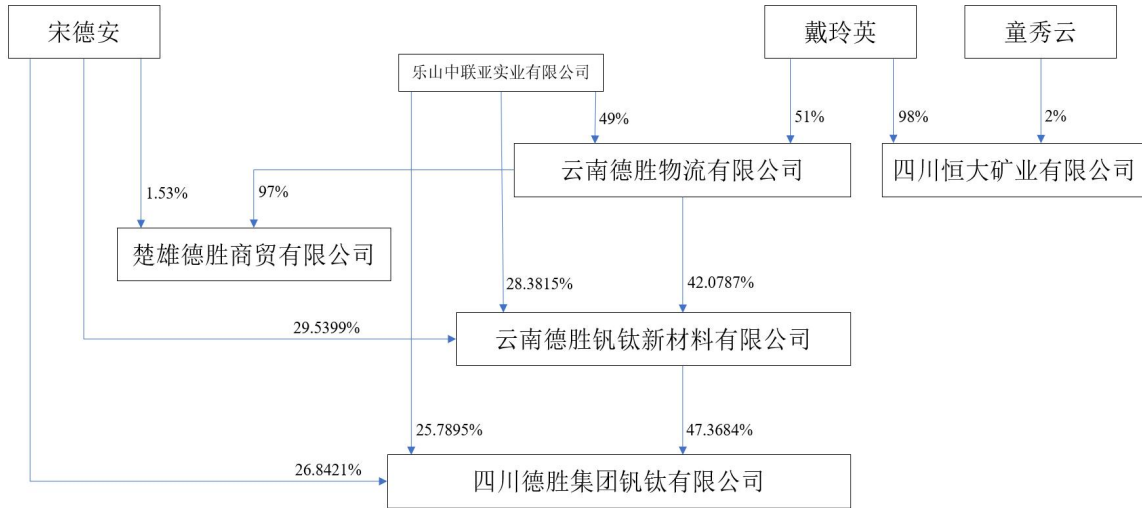 宋德安
戴玲英
童秀云
乐山中联亚实业有限公司
49%
51%
98%
2%
云南德胜物流有限公司
四川恒大矿业有限公司
1.53%
97%
楚雄德胜商贸有限公司
28.3815%
42.0787%
29.5399%
云南德胜钒钛新材料有限公司
25.7895%
47.3684%
26.8421%
四川德胜集团钒钛有限公司